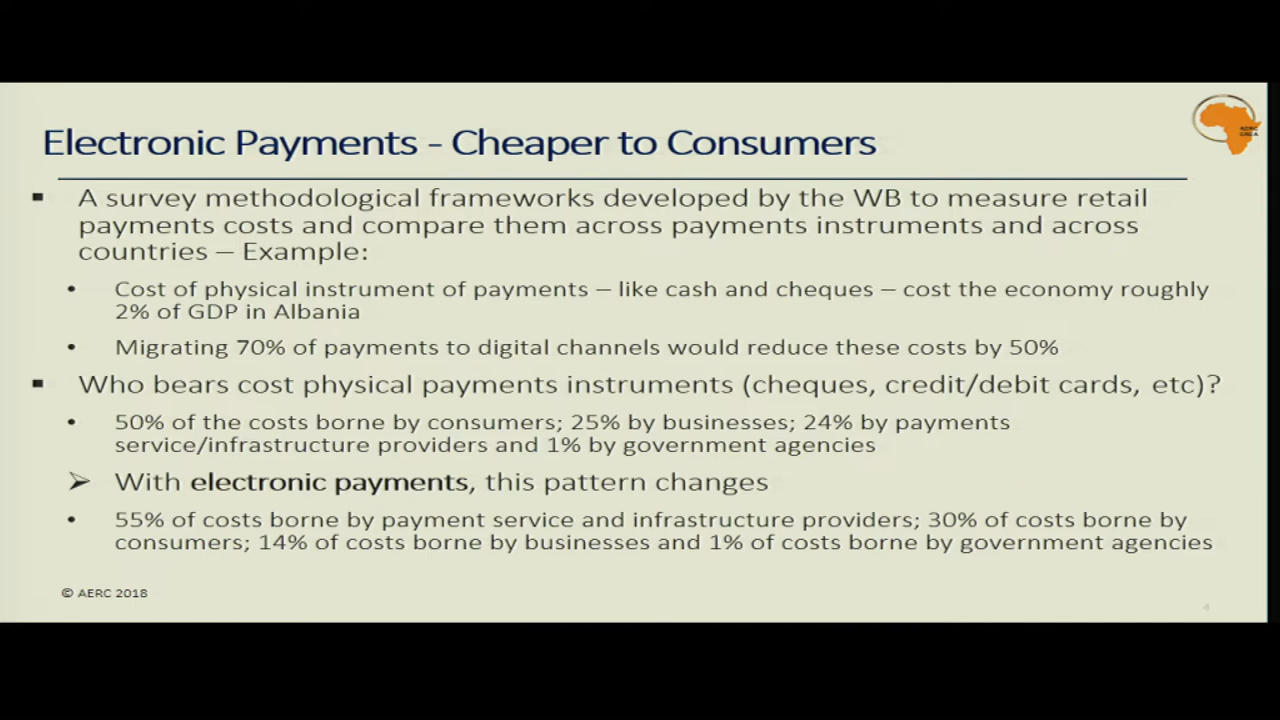 Electronic Payments - Cheaper to Consumers
AERC
▪ A survey methodological frameworks developed by the WB to measure retail
payments costs and compare them across payments instruments and across
countries – Example:
• Cost of physical instrument of payments – like cash and cheques – cost the economy roughly
2% of GDP in Albania
• Migrating 70% of payments to digital channels would reduce these costs by 50%
▪ Who bears cost physical payments instruments (cheques, credit/debit cards, etc)?
• 50% of the costs borne by consumers; 25% by businesses; 24% by payments
service/infrastructure providers and 1% by government agencies
➢ With electronic payments, this pattern changes
• 55% of costs borne by payment service and infrastructure providers; 30% of costs borne by
consumers; 14% of costs borne by businesses and 1% of costs borne by government agencies
© AERC 2018
4